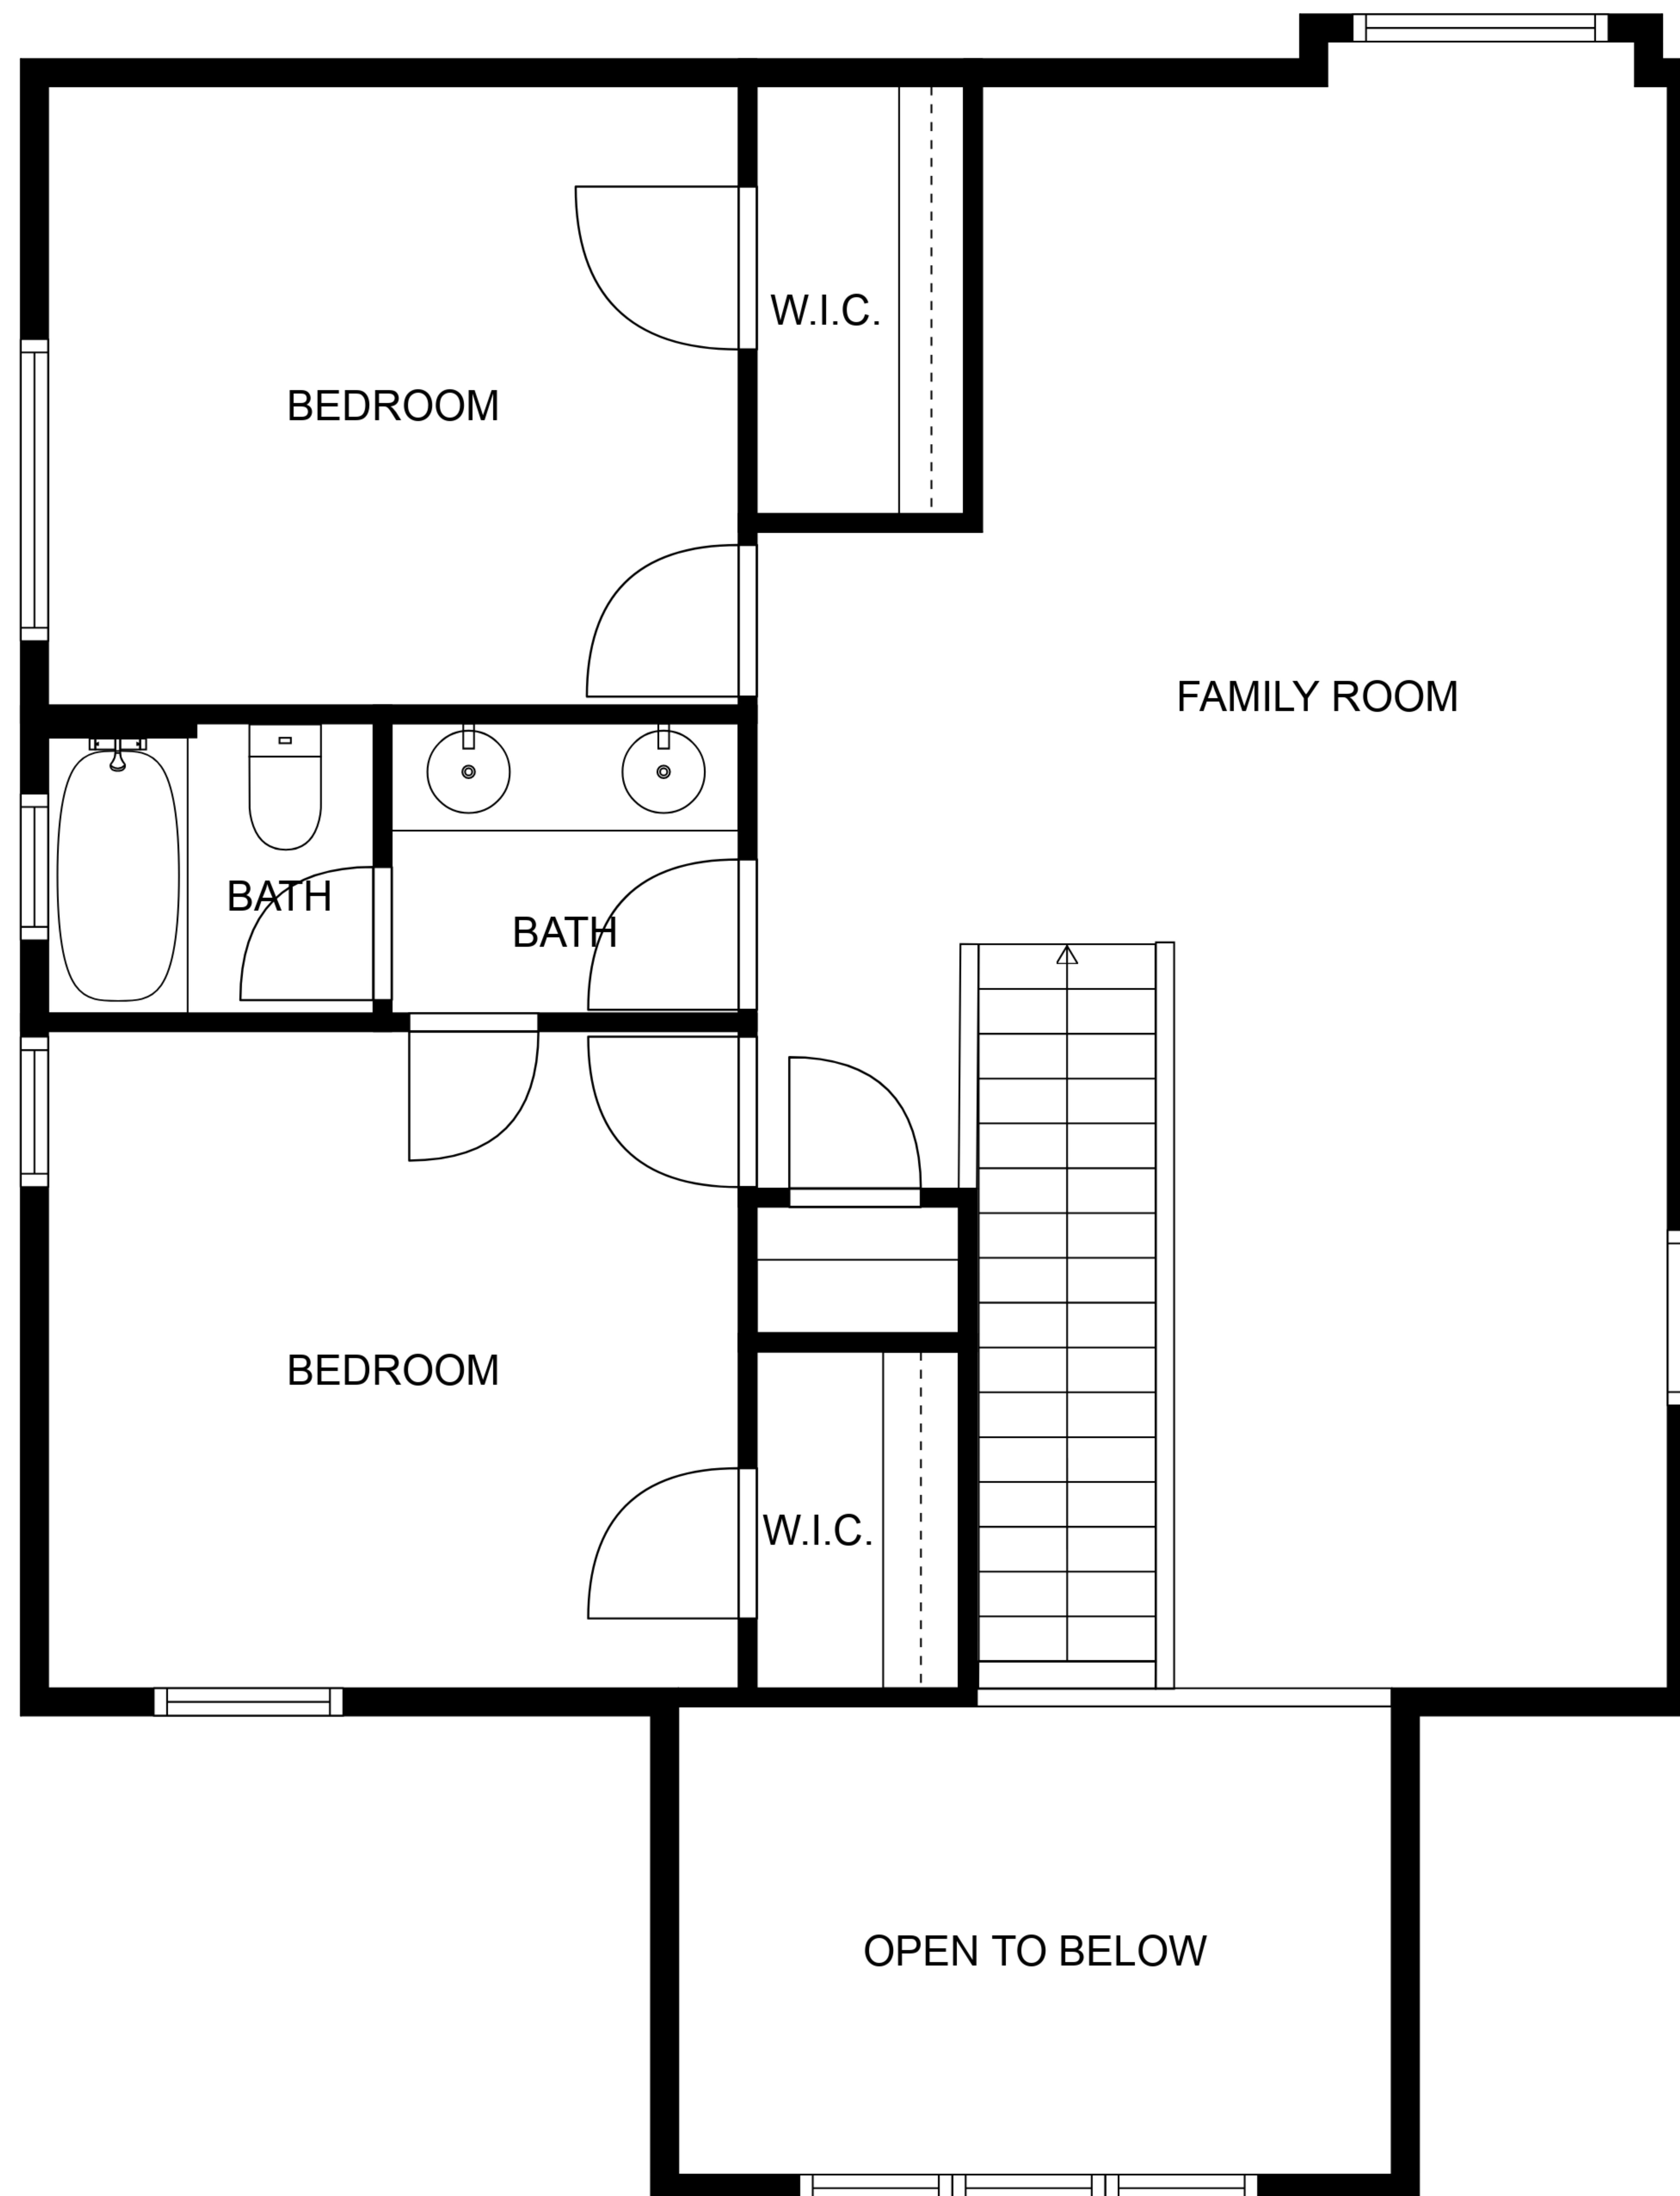 W.I.C.
BEDROOM
FAMILY ROOM
BATH
BATH
BEDROOM
W.I.C.
OPEN TO BELOW